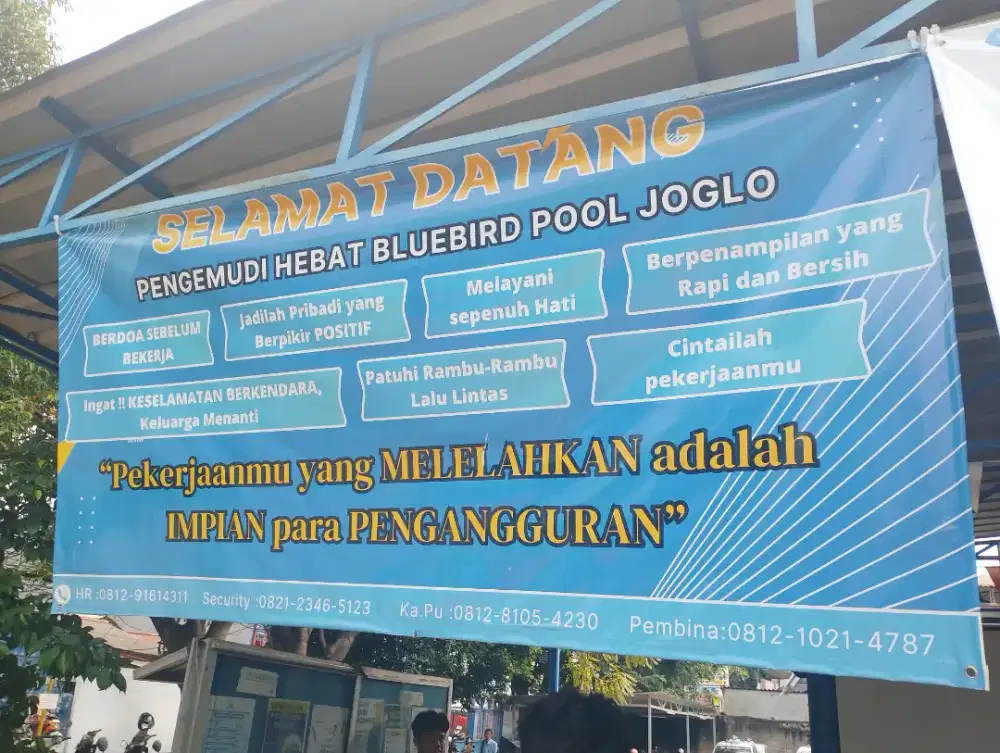 SELAMAT DATANG
PENGEMUDI HEBAT BLUEBIRD POOL JOGLO
BERDOA SEBELUM
BEKERJA
Jadilah Pribadi yang
Berpikir POSITIF
Melayani
sepenuh Hati
Berpenampilan yang
Rapi dan Bersih
Ingat !! KESELAMATAN BERKENDARA,
Keluarga Menanti
Patuhi Rambu-Rambu
Lalu Lintas
Cintailah
pekerjaanmu
“Pekerjaanmu yang MELELAHKAN adalah
IMPIAN para PENGANGGURAN”
HR :0812-91614311 Security :0821-2346-5123 Ka.Pu :0812-8105-4230 Pembina:0812-1021-4787